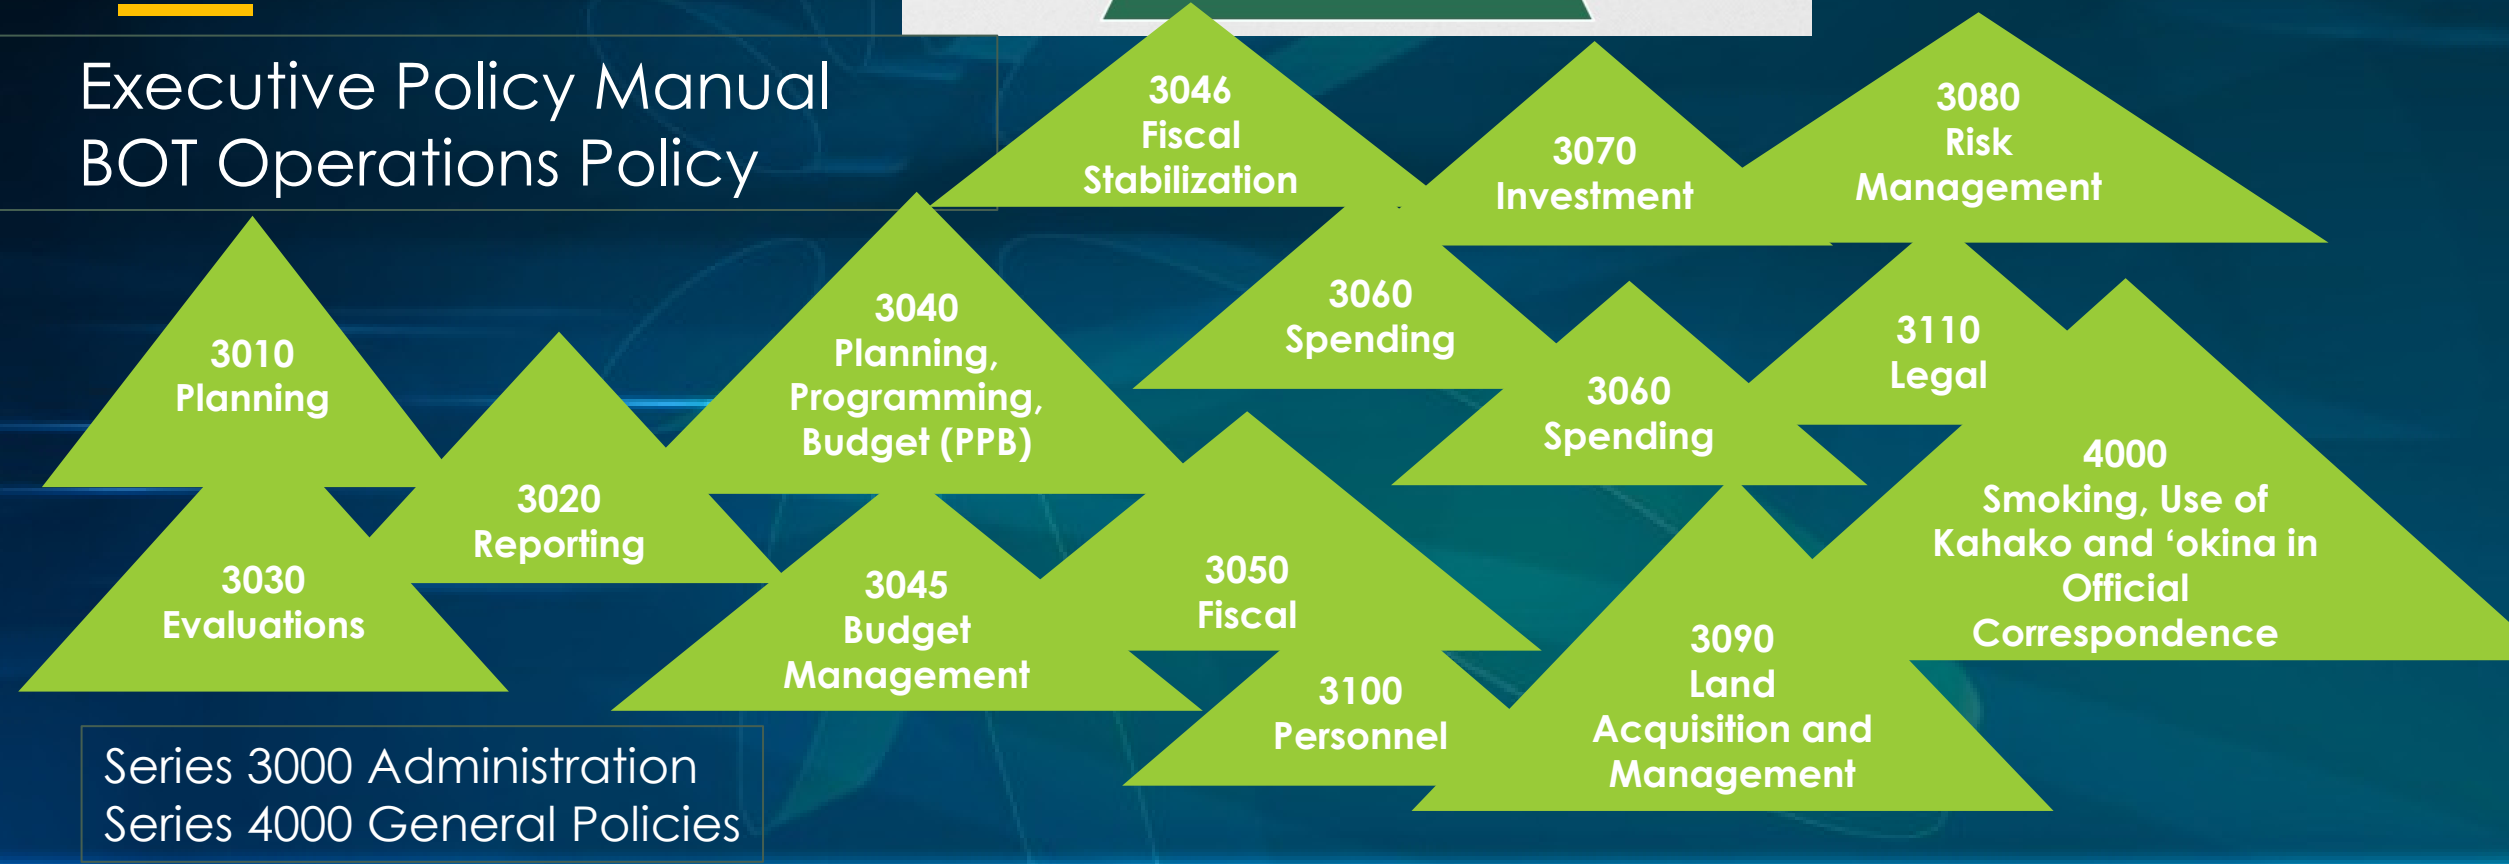 Executive Policy Manual
BOT Operations Policy
3046
Fiscal
Stabilization
3070
Investment
3080
Risk
Management
3010
Planning
3040
Planning,
Programming,
Budget (PPB)
3060
Spending
3060
Spending
3110
Legal
3020
Reporting
3030
Evaluations
3045
Budget
Management
3050
Fiscal
3100
Personnel
3090
Land
Acquisition and
Management
4000
Smoking, Use of
Kahako and ‘okina in
Official
Correspondence
Series 3000 Administration
Series 4000 General Policies